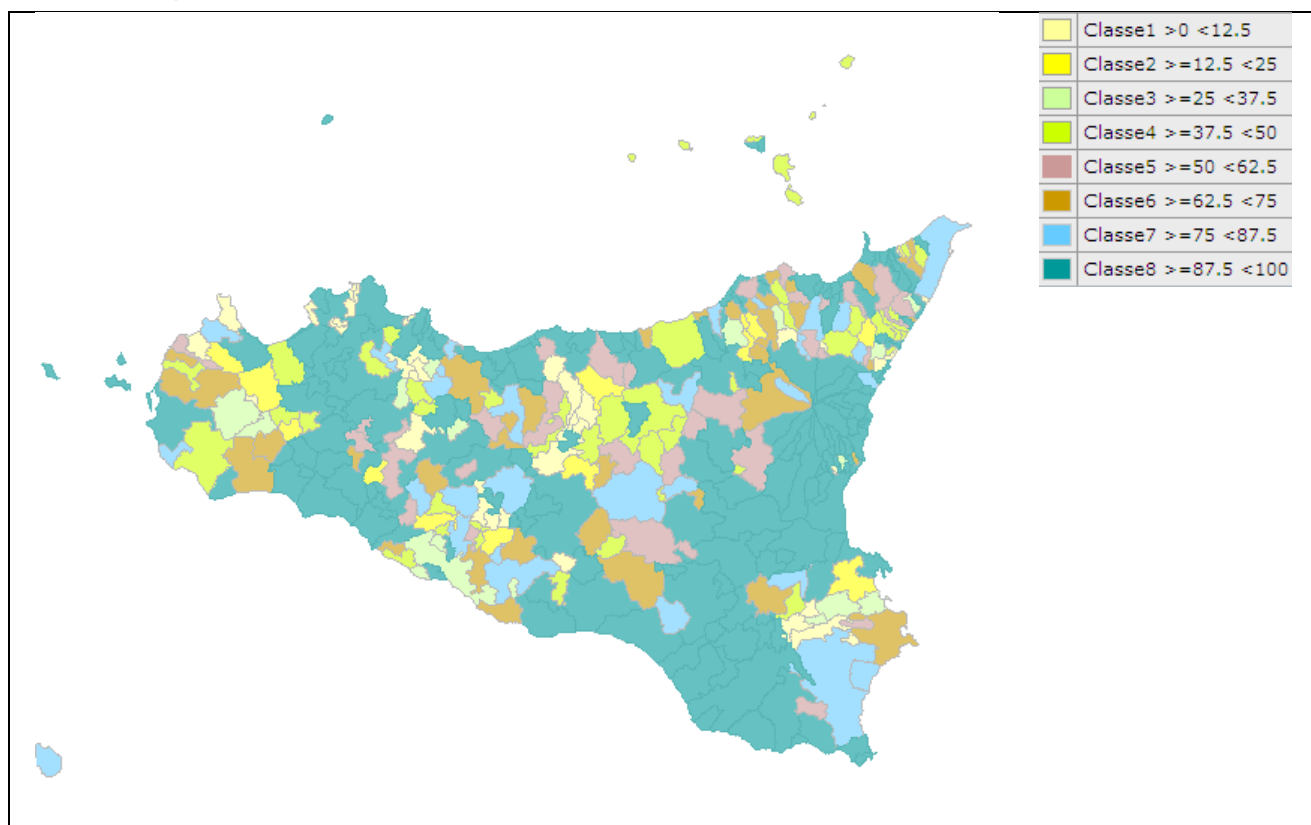 Classe1 >0 <12.5
Classe2 >=12.5 <25
Classe3 >=25 <37.5
Classe4 >=37.5 <50
Classe5 >=50 <62.5
Classe6 >=62.5 <75
Classe7 >=75 <87.5
Classe8 >=87.5 <100